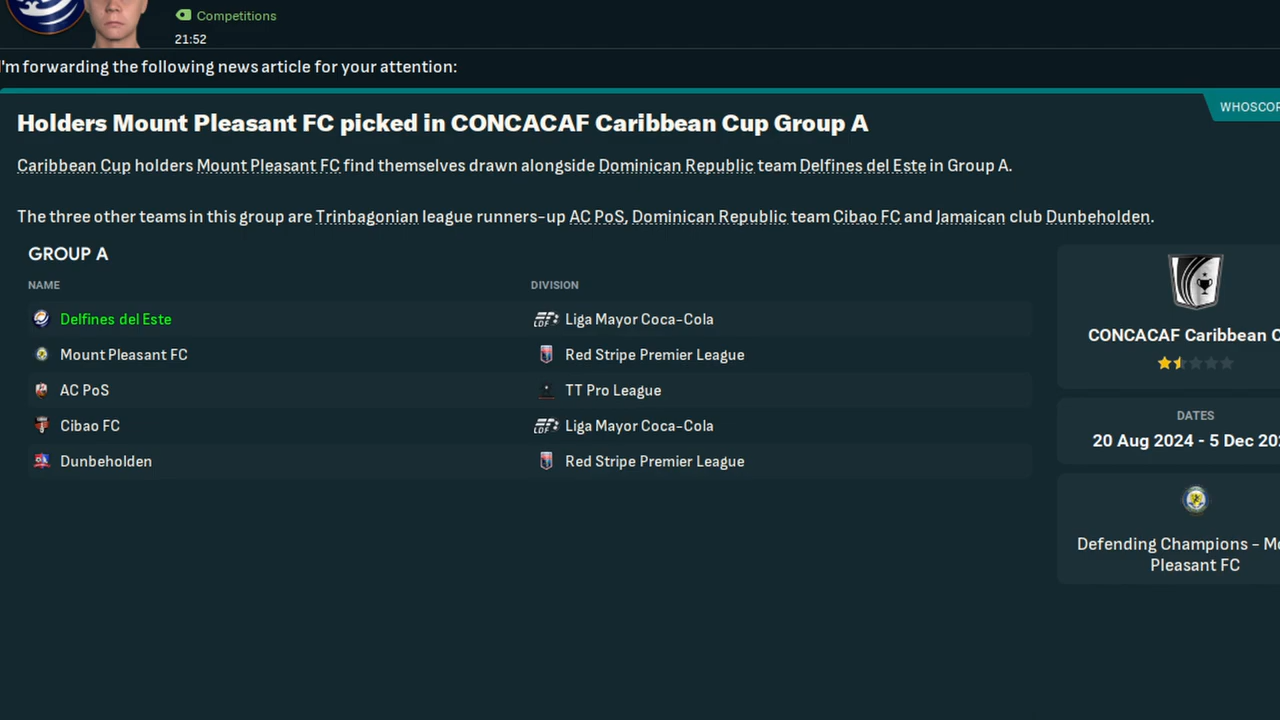 Competitions
21:52
I'm forwarding the following news article for your attention:
WHOSCOR
Holders Mount Pleasant FC picked in CONCACAF Caribbean Cup Group A
Caribbean Cup holders Mount Pleasant FC find themselves drawn alongside Dominican Republic team Delfines del Este in Group A.
The three other teams in this group are Trinbagonian league runners-up AC PoS, Dominican Republic team Cibao FC and Jamaican club Dunbeholden.
GROUP A
NAME DIVISION
Delfines del Este Liga Mayor Coca-Cola
Mount Pleasant FC Red Stripe Premier League
AC PoS TT Pro League
Cibao FC Liga Mayor Coca-Cola
Dunbeholden Red Stripe Premier League
CONCACAF Caribbean C
DATES
20 Aug 2024 - 5 Dec 202
Defending Champions - Mo
Pleasant FC